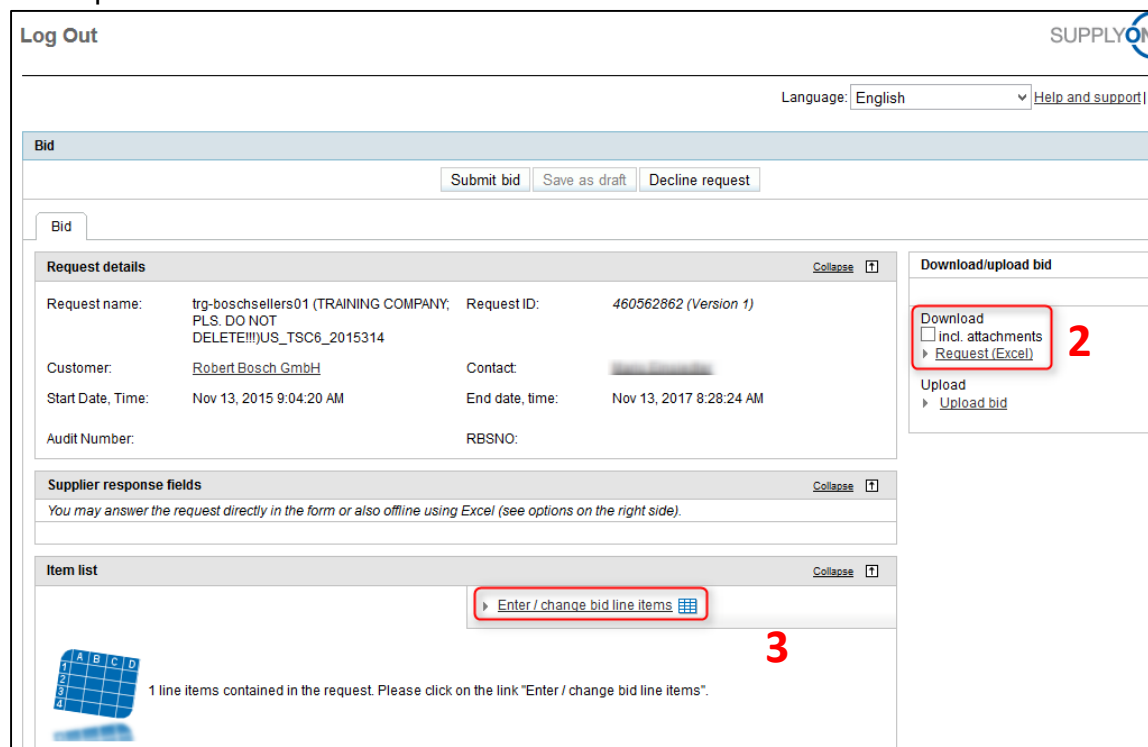 Log Out
SUPPLYON
Language: English Help and support|
Bid
Submit bid Save as draft Decline request
Bid
Request details Collapse
Download/upload bid
Request name: trg-boschsellers01 (TRAINING COMPANY; PLS. DO NOT DELETE!!!)US_TSC6_2015314
Request ID: 460562862 (Version 1)
Download
incl. attachments
Request (Excel)
2
Customer: Robert Bosch GmbH Contact:
Upload
Upload bid
Start Date, Time: Nov 13, 2015 9:04:20 AM End date, time: Nov 13, 2017 8:28:24 AM
Audit Number: RBSNO:
Supplier response fields Collapse
You may answer the request directly in the form or also offline using Excel (see options on the right side).
Item list Collapse
Enter / change bid line items
3
A B C D
1
2
3
4
1 line items contained in the request. Please click on the link "Enter / change bid line items".